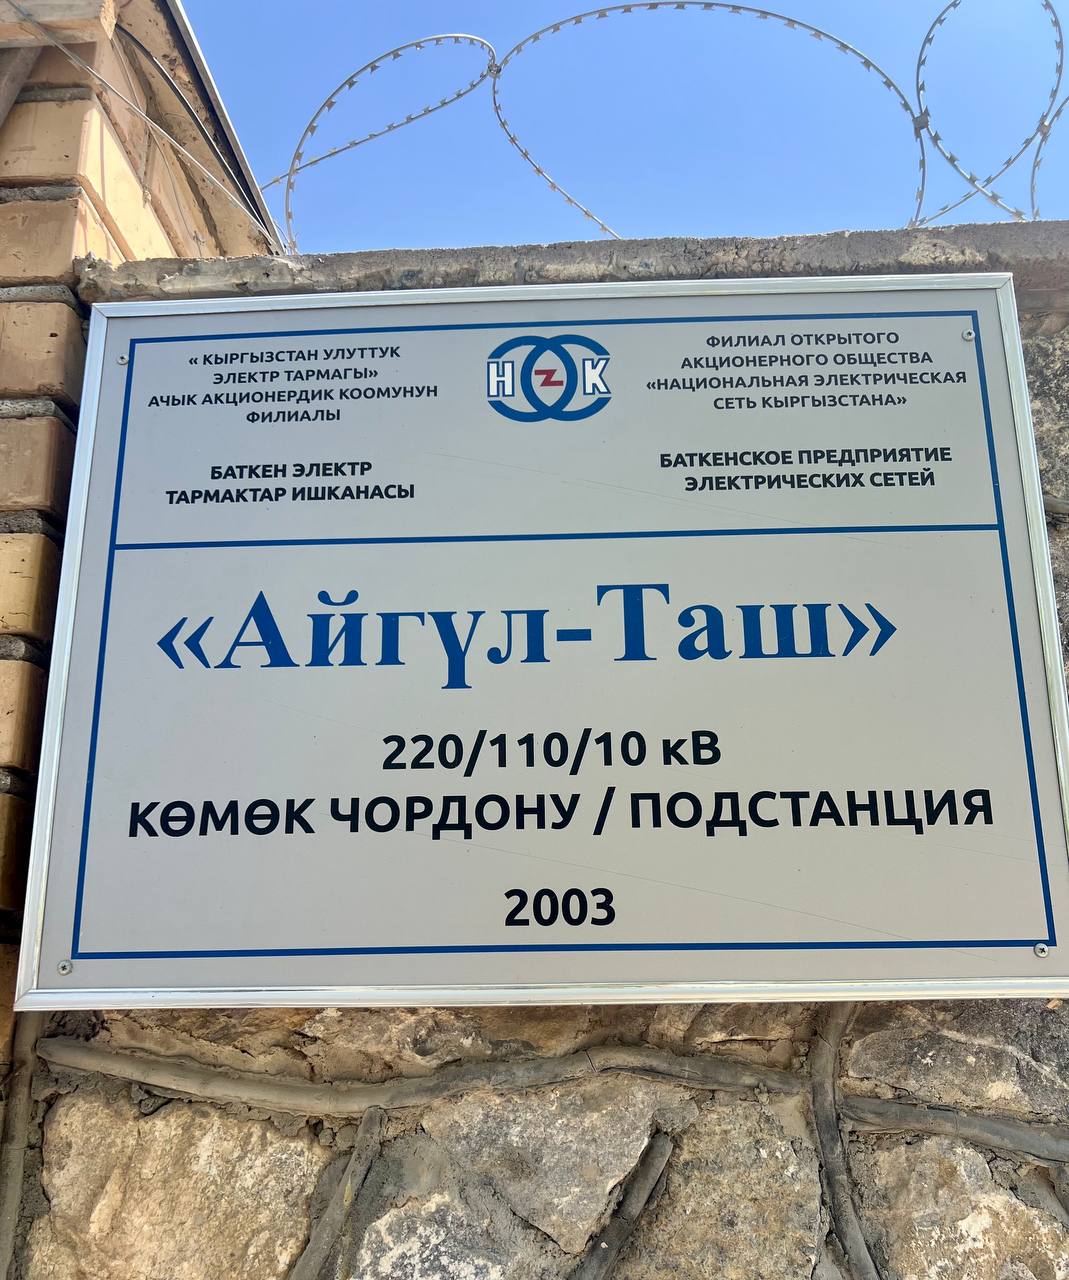 « КЫРГЫЗСТАН УЛУТТУК
ЭЛЕКТР ТАРМАГЫ»
АЧЫК АКЦИОНЕРДИК КООМУНУН
ФИЛИАЛЫ
БАТКЕН ЭЛЕКТР
ТАРМАКТАР ИШКАНАСЫ
НЭК
ФИЛИАЛ ОТКРЫТОГО
АКЦИОНЕРНОГО ОБЩЕСТВА
«НАЦИОНАЛЬНАЯ ЭЛЕКТРИЧЕСКАЯ
СЕТЬ КЫРГЫЗСТАНА»
БАТКЕНСКОЕ ПРЕДПРИЯТИЕ
ЭЛЕКТРИЧЕСКИХ СЕТЕЙ
«Айгүл-Таш»
220/110/10 кВ
КӨМӨК ЧОРДОНУ / ПОДСТАНЦИЯ
2003